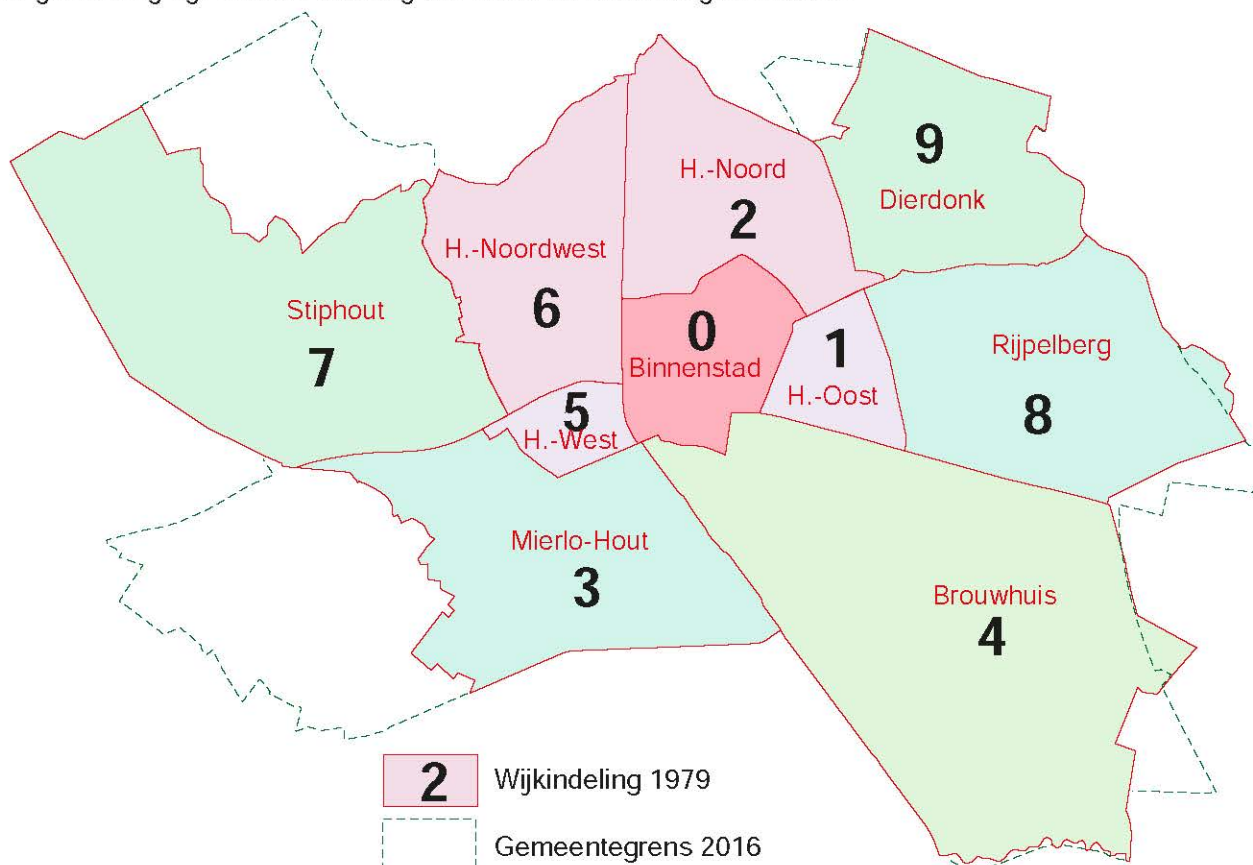 9
H.-Noord
Dierdonk
2
H.-Noordwest
Stiphout
6
0
1
Rijpelberg
7
Binnenstad
5
H.-Oost
8
H.-West
Mierlo-Hout
3
Brouwhuis
4
2 Wijkindeling 1979
Gemeentegrens 2016